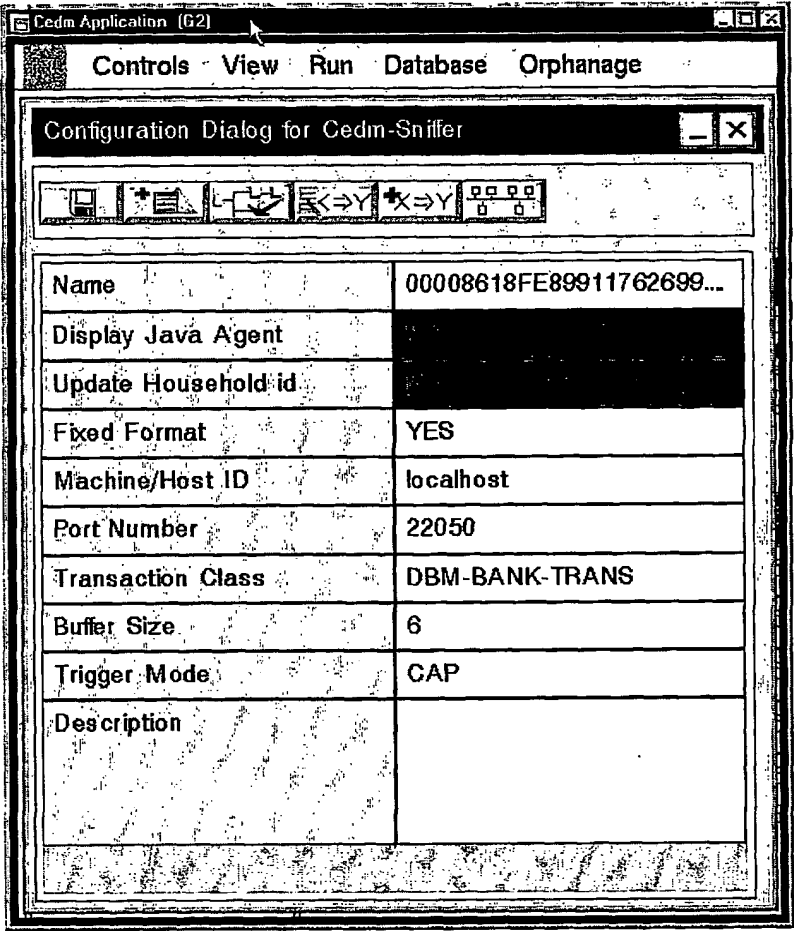 Cedm Application (G2)
Controls View Run Database Orphanage
Configuration Dialog for Cedm-Sniffer
X⇒Y X⇒Y
Name 00008618FE89911762699...
Display Java Agent
Update Household id
Fixed Format YES
Machine/Host ID localhost
Port Number 22050
Transaction Class DBM-BANK-TRANS
Buffer Size 6
Trigger Mode CAP
Description